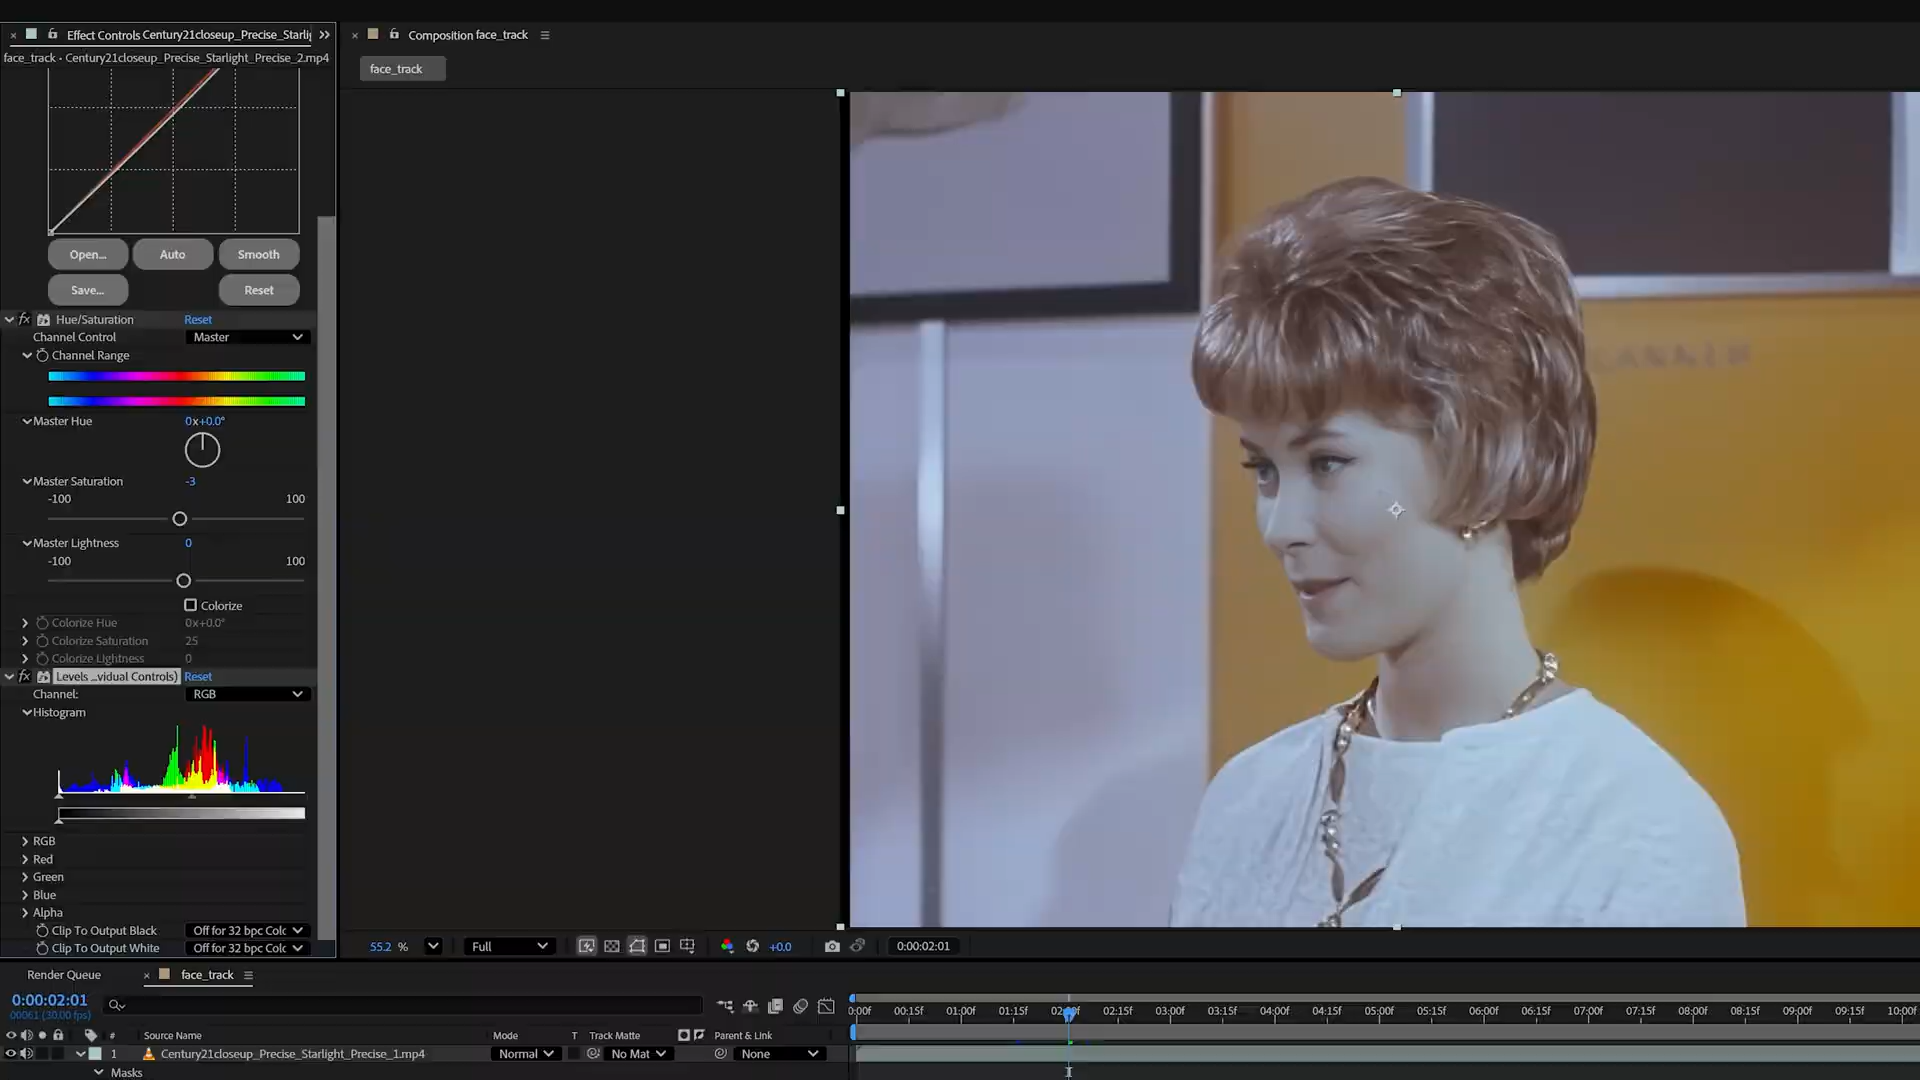 Effect Controls Century21closeup_Precise_Starli
face_track • Century21closeup_Precise_Starlight_Precise_2.mp4
Open...
Auto
Smooth
Save...
Reset
fx Hue/Saturation Reset
Channel Control Master
Channel Range
Master Hue 0x+0.0°
Master Saturation -3
-100 100
Master Lightness 0
-100 100
Colorize
Colorize Hue 0x+0.0°
Colorize Saturation 25
Colorize Lightness 0
fx Levels ...vidual Controls) Reset
Channel: RGB
Histogram
RGB
Red
Green
Blue
Alpha
Clip To Output Black Off for 32 bpc Colo
Clip To Output White Off for 32 bpc Colo
Composition face_track
face_track
55.2 %
Full
+0.0
0:00:02:01
Render Queue
face_track
0:00:02:01
00061 (30.00 fps)
# Source Name Mode T Track Matte Parent & Link
1 Century21closeup_Precise_Starlight_Precise_1.mp4 Normal No Mat None
Masks
0:00f 00:15f 01:00f 01:15f 02:00f 02:15f 03:00f 03:15f 04:00f 04:15f 05:00f 05:15f 06:00f 06:15f 07:00f 07:15f 08:00f 08:15f 09:00f 09:15f 10:00f